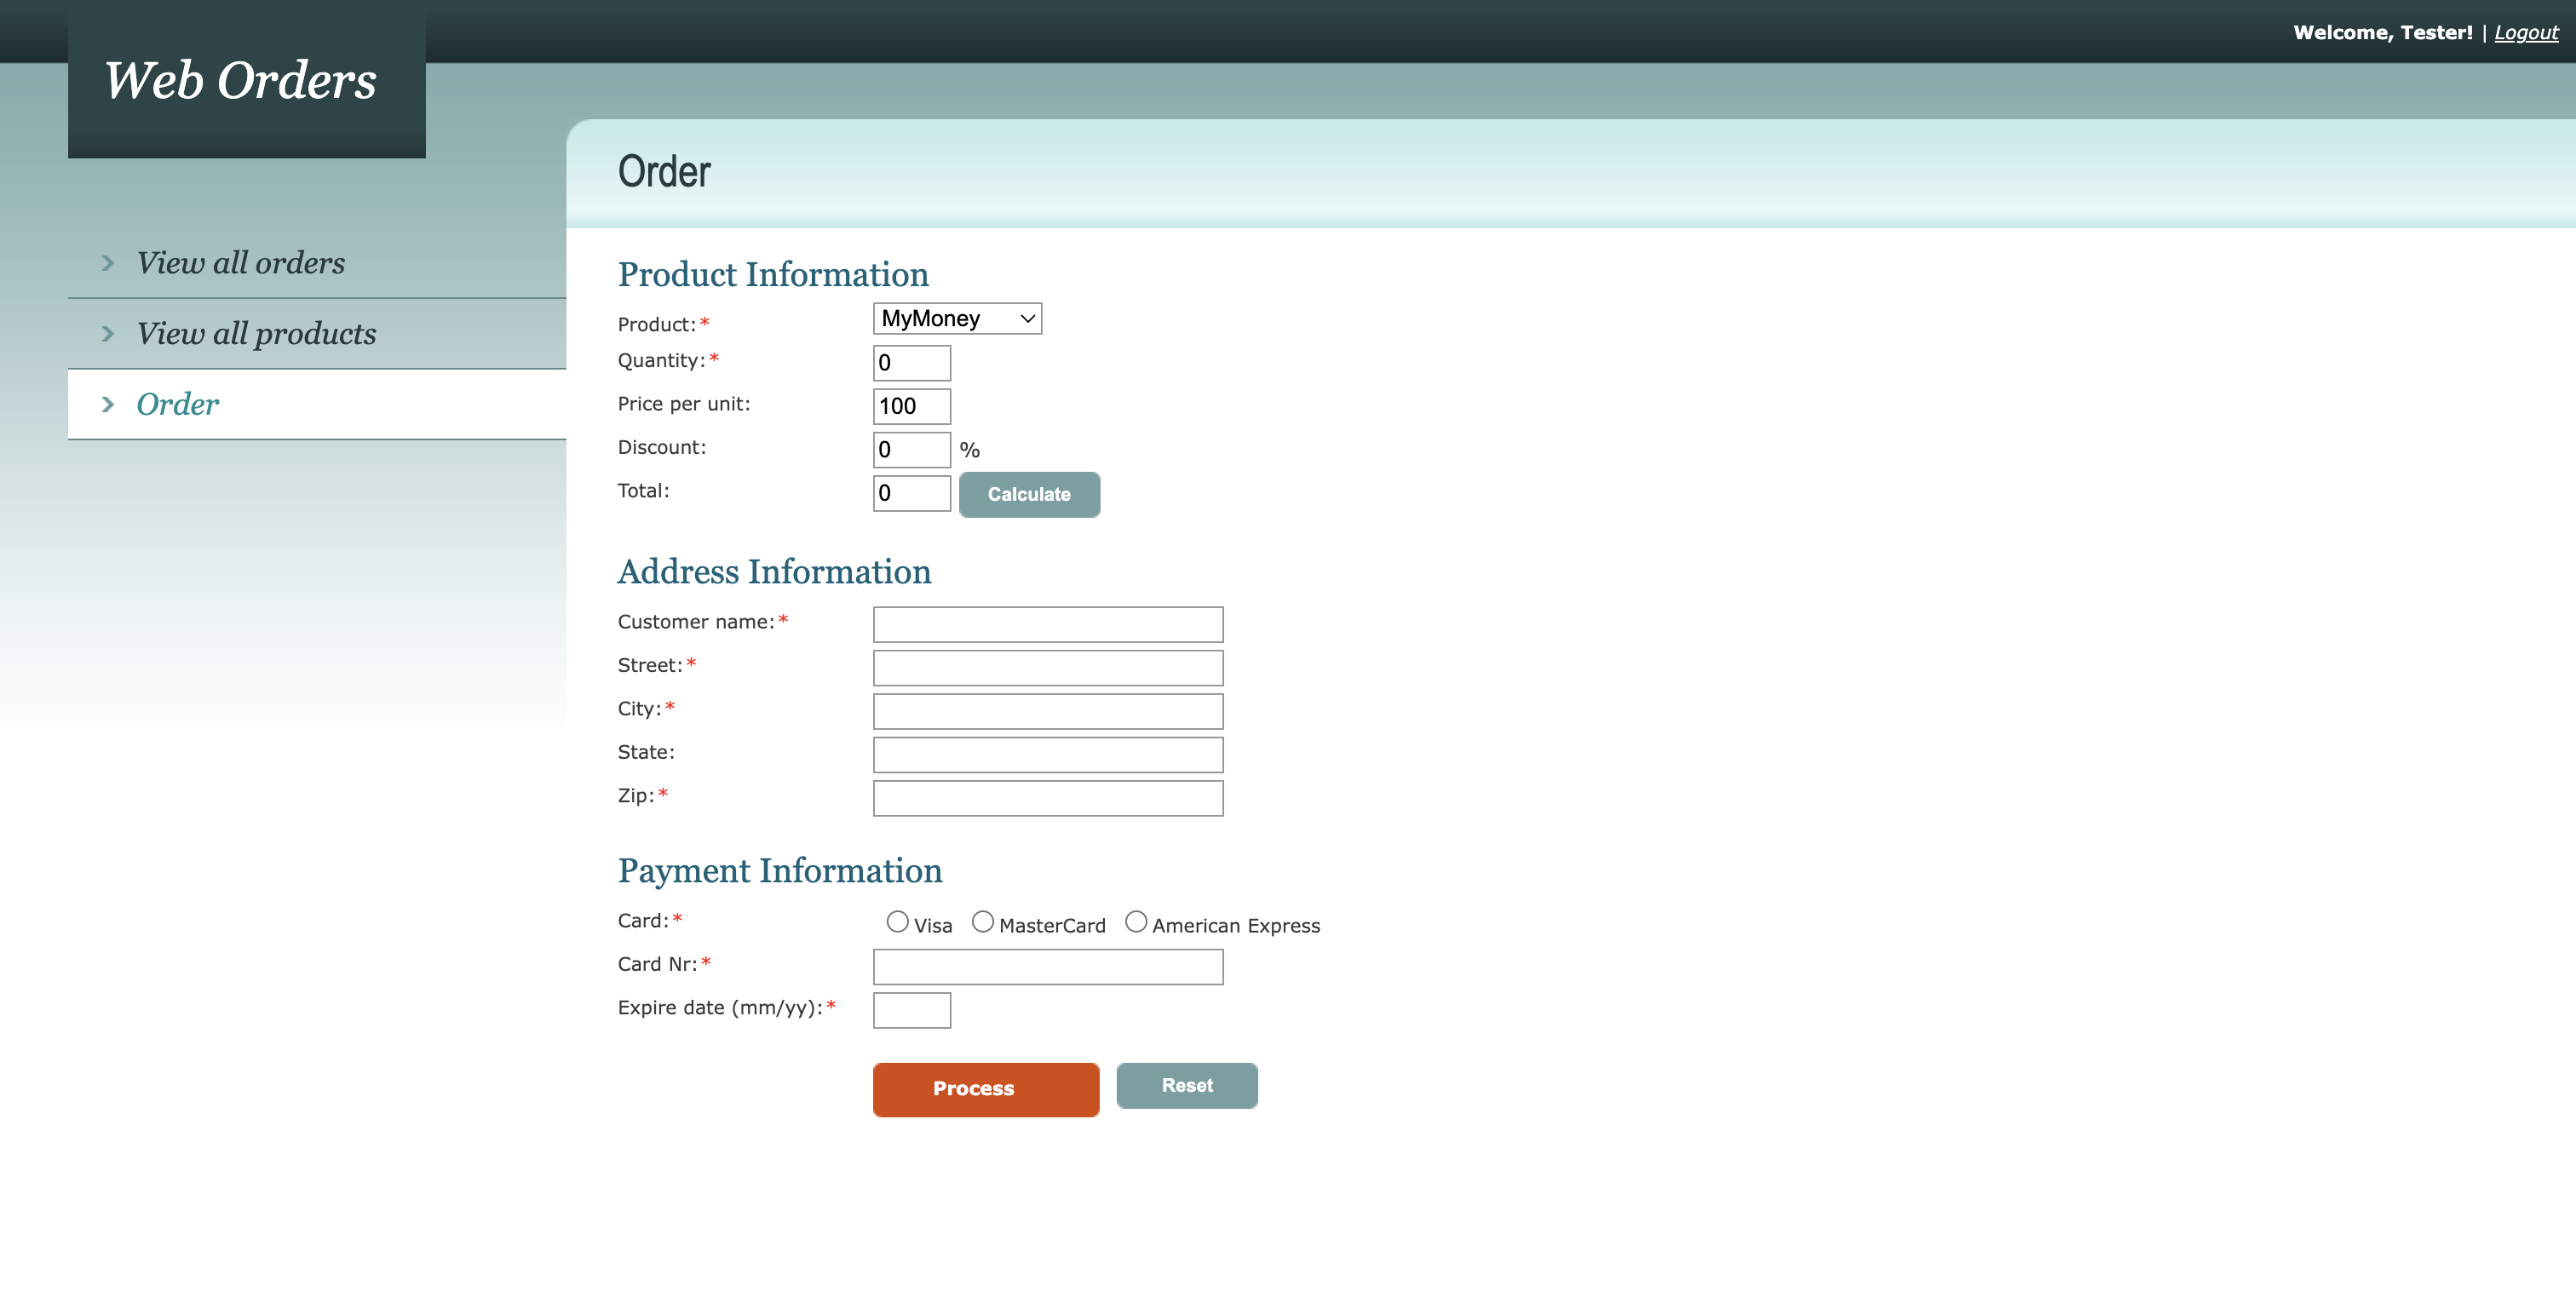 Welcome, Tester! | Logout
Web Orders
View all orders
View all products
Order
Order
Product Information
Product:* MyMoney
Quantity:* 0
Price per unit: 100
Discount: 0 %
Total: 0 Calculate
Address Information
Customer name:*
Street:*
City:*
State:
Zip:*
Payment Information
Card:* Visa MasterCard American Express
Card Nr:*
Expire date (mm/yy):*
Process Reset